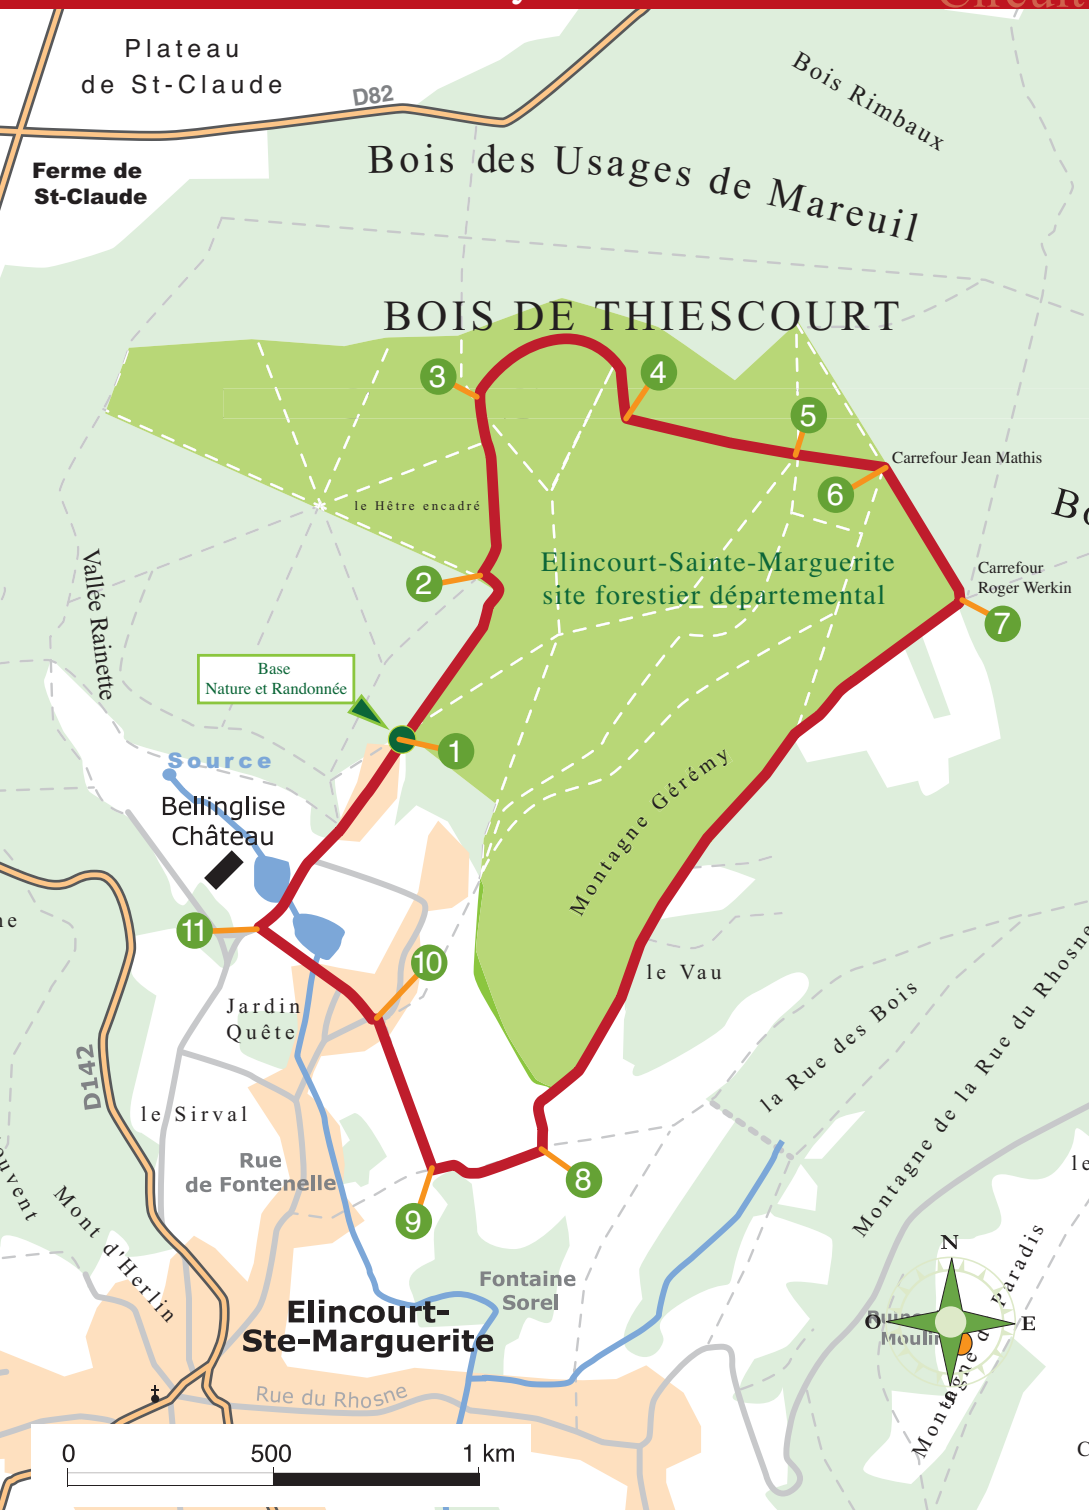 Circuit
Plateau
de St-Claude
D82
Bois Rimbaux
Ferme de
St-Claude
Bois des Usages de Mareuil
BOIS DE THIESCOURT
3
4
5
Carrefour Jean Mathis
6
le Hêtre encadré
Vallée Rainette
2
Elincourt-Sainte-Marguerite
site forestier départemental
Carrefour
Roger Werkin
7
Base
Nature et Randonnée
1
Source
Bellinglise
Château
Montagne Gérémy
11
10
le Vau
Jardin
Quête
la Rue des Bois
Montagne de la Rue du Rhosne
D142
le Sirval
Rue
de Fontenelle
8
9
Mont d'Herlin
Fontaine
Sorel
Elincourt-
Ste-Marguerite
N
O
E
S
Rue du Rhosne
0 500 1 km